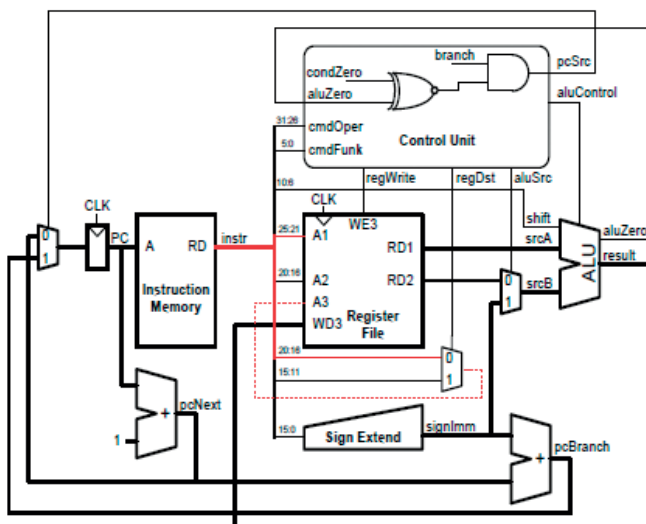 branch
pcSrc
condZero
aluZero
aluControl
31:26
cmdOper
Control Unit
5:0
cmdFunk
10:6
regWrite
regDst
aluSrc
shift
CLK
CLK
WE3
0
1
PC
A
RD
instr
25:21
A1
RD1
srcA
aluZero
result
ALU
Instruction
Memory
20:16
A2
RD2
0
1
srcB
A3
WD3
Register
File
20:16
0
15:11
1
pcNext
+
1
15:0
Sign Extend
signImm
pcBranch
+